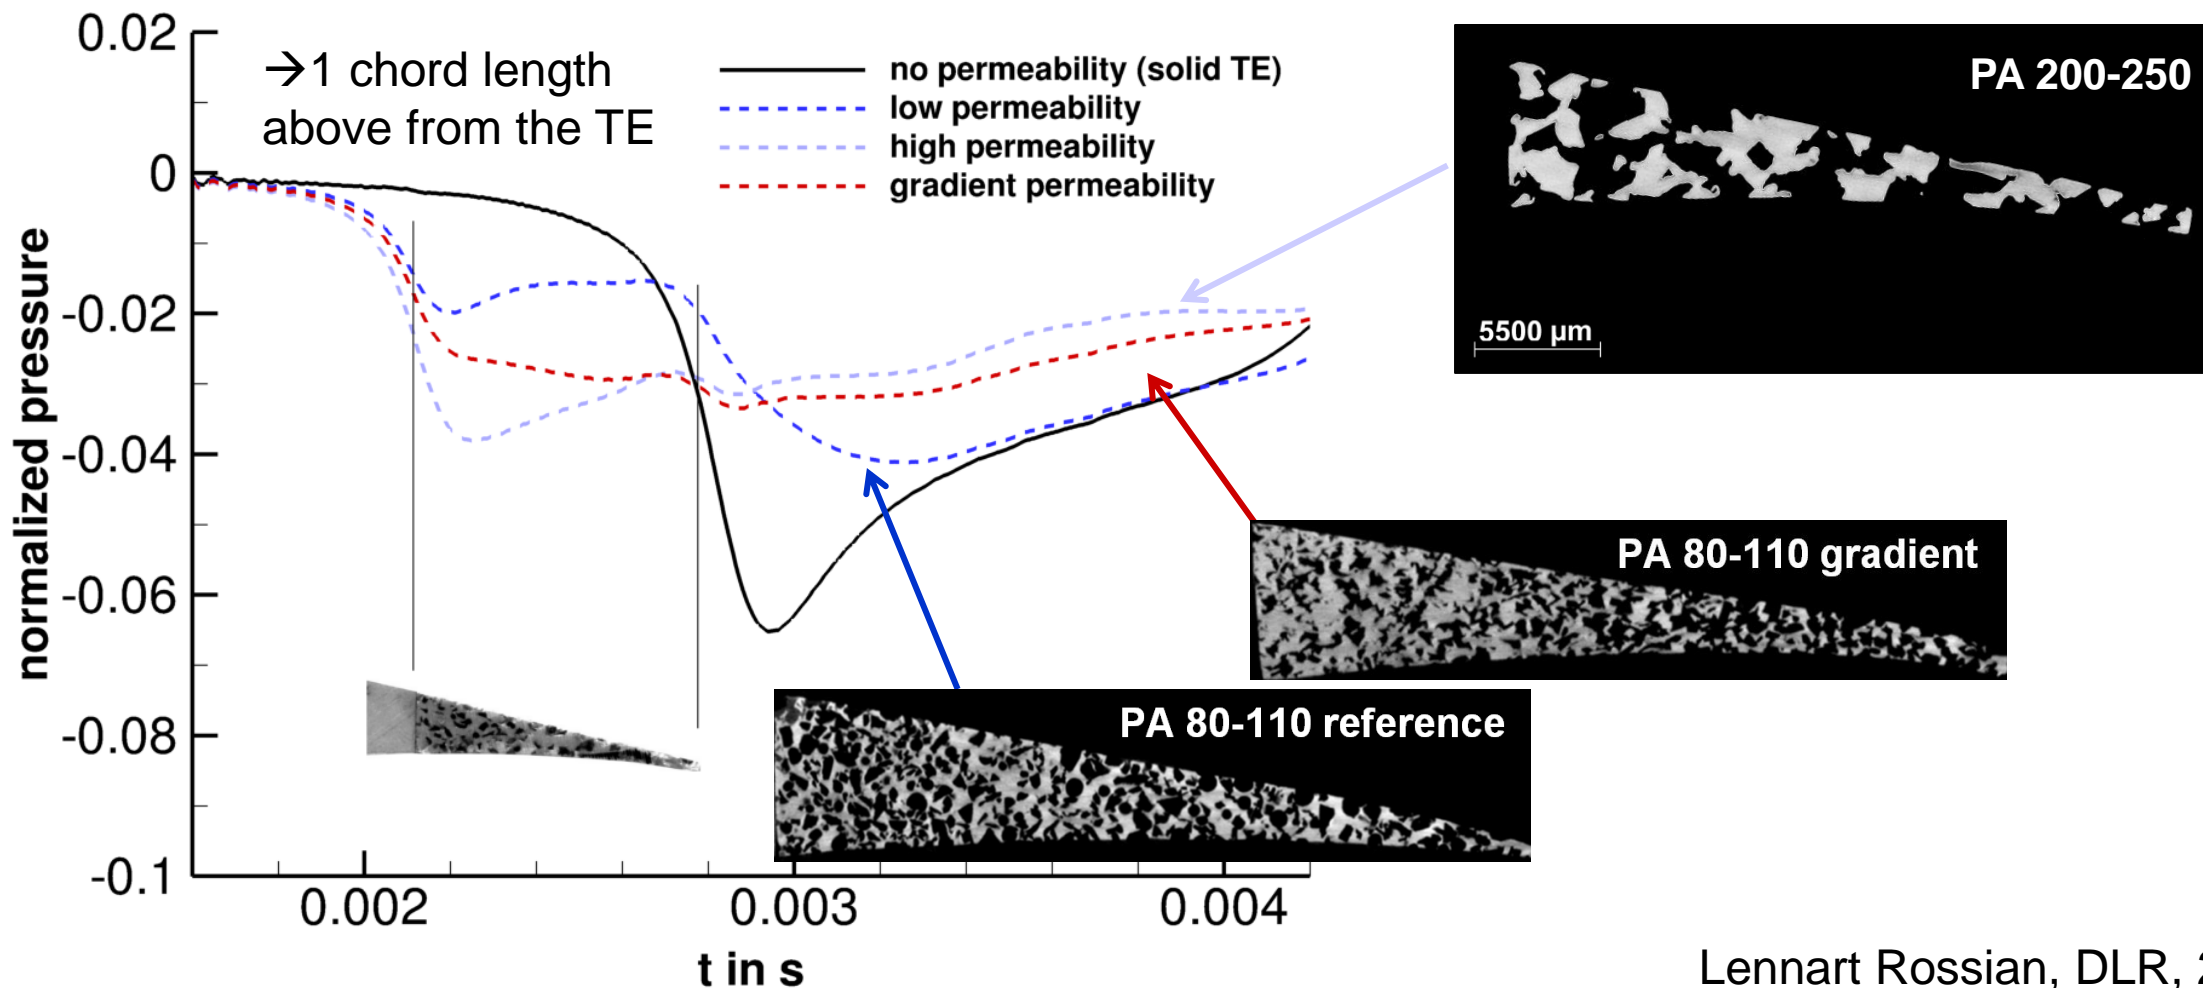 →1 chord length
above from the TE
no permeability (solid TE)
low permeability
high permeability
gradient permeability
PA 200-250
5500 µm
PA 80-110 gradient
PA 80-110 reference
normalized pressure
0.02
0
-0.02
-0.04
-0.06
-0.08
-0.1
0.002
0.003
0.004
t in s
Lennart Rossian, DLR,